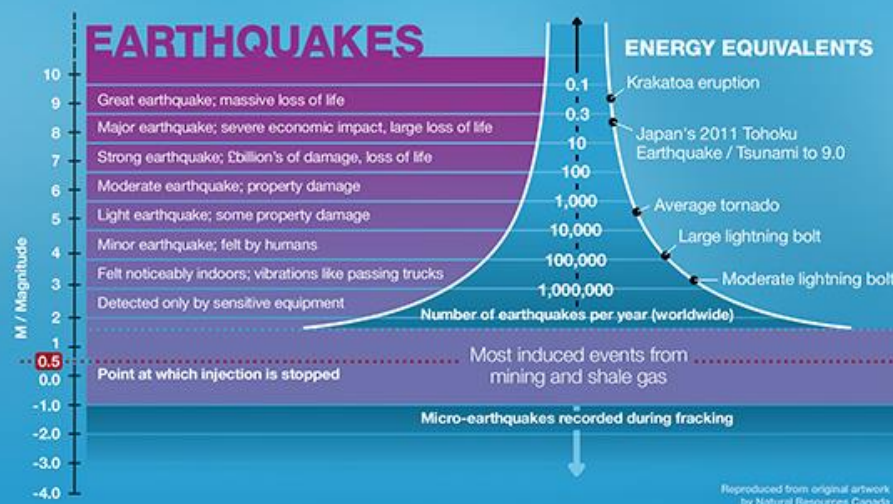 EARTHQUAKES
ENERGY EQUIVALENTS
M / Magnitude
10
9
8
7
6
5
4
3
2
1
0.5
0.0
-1.0
-2.0
-3.0
-4.0
Great earthquake; massive loss of life
Major earthquake; severe economic impact, large loss of life
Strong earthquake; £billion's of damage, loss of life
Moderate earthquake; property damage
Light earthquake; some property damage
Minor earthquake; felt by humans
Felt noticeably indoors; vibrations like passing trucks
Detected only by sensitive equipment
0.1
0.3
10
100
1,000
10,000
100,000
1,000,000
Number of earthquakes per year (worldwide)
Krakatoa eruption
Japan's 2011 Tohoku
Earthquake / Tsunami to 9.0
Average tornado
Large lightning bolt
Moderate lightning bolt
Most induced events from
mining and shale gas
Point at which injection is stopped
Micro-earthquakes recorded during fracking
Reproduced from original artwork
by Natural Resources Canada